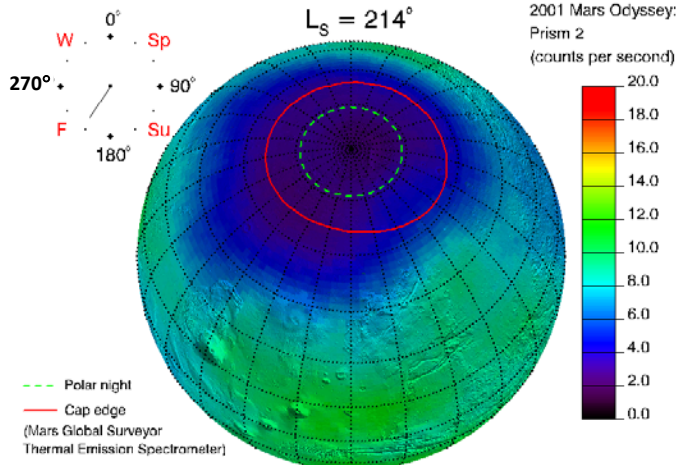 L_S = 214°
2001 Mars Odyssey:
Prism 2
(counts per second)
0°
W
Sp
270°
90°
F
Su
180°
20.0
18.0
16.0
14.0
12.0
10.0
8.0
6.0
4.0
2.0
0.0
Polar night
Cap edge
(Mars Global Surveyor
Thermal Emission Spectrometer)